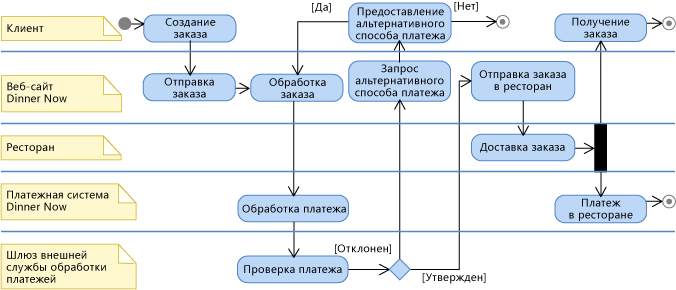 Клиент
Создание
заказа
[Да]
Предоставление
альтернативного
способа платежа
[Нет]
Получение
заказа
Веб-сайт
Dinner Now
Отправка
заказа
Обработка
заказа
Запрос
альтернативного
способа платежа
Отправка заказа
в ресторан
Ресторан
Доставка заказа
Платежная система
Dinner Now
Обработка платежа
Платеж
в ресторане
Шлюз внешней
службы обработки
платежей
Проверка платежа
[Отклонен]
[Утвержден]